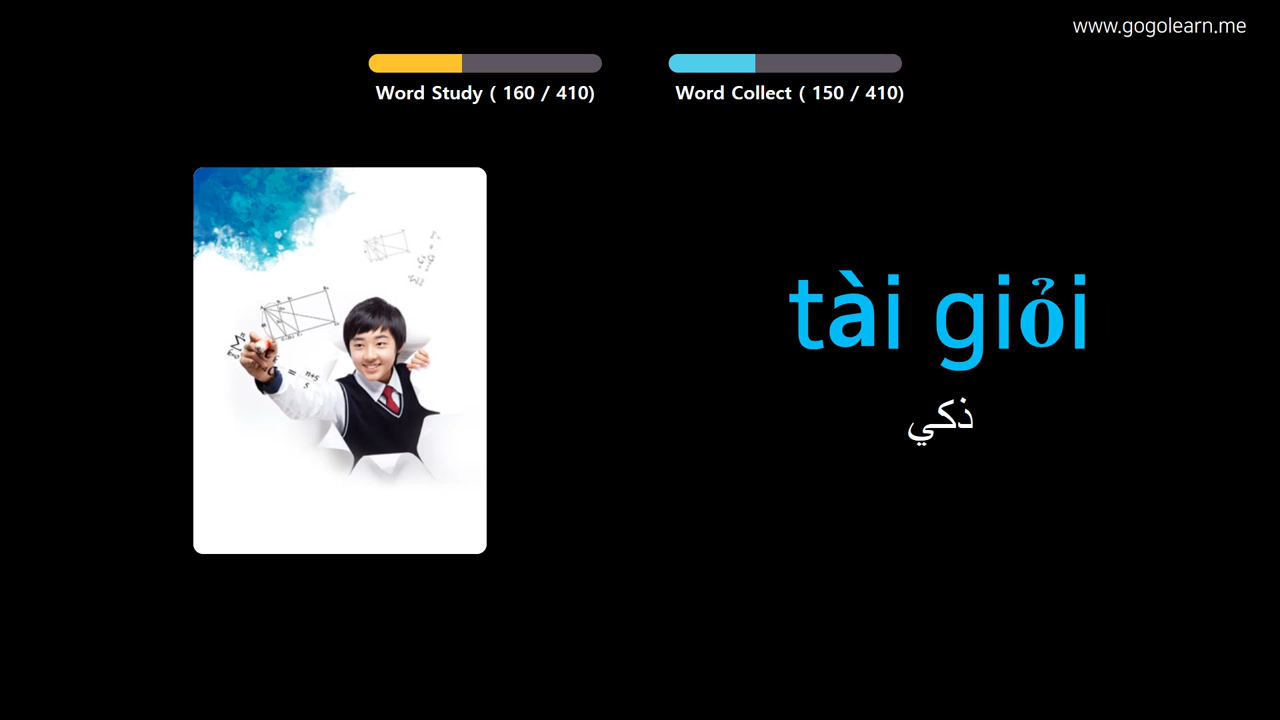 www.gogolearn.me
Word Study ( 160 / 410)
Word Collect ( 150 / 410)
tài giỏi
ذكي